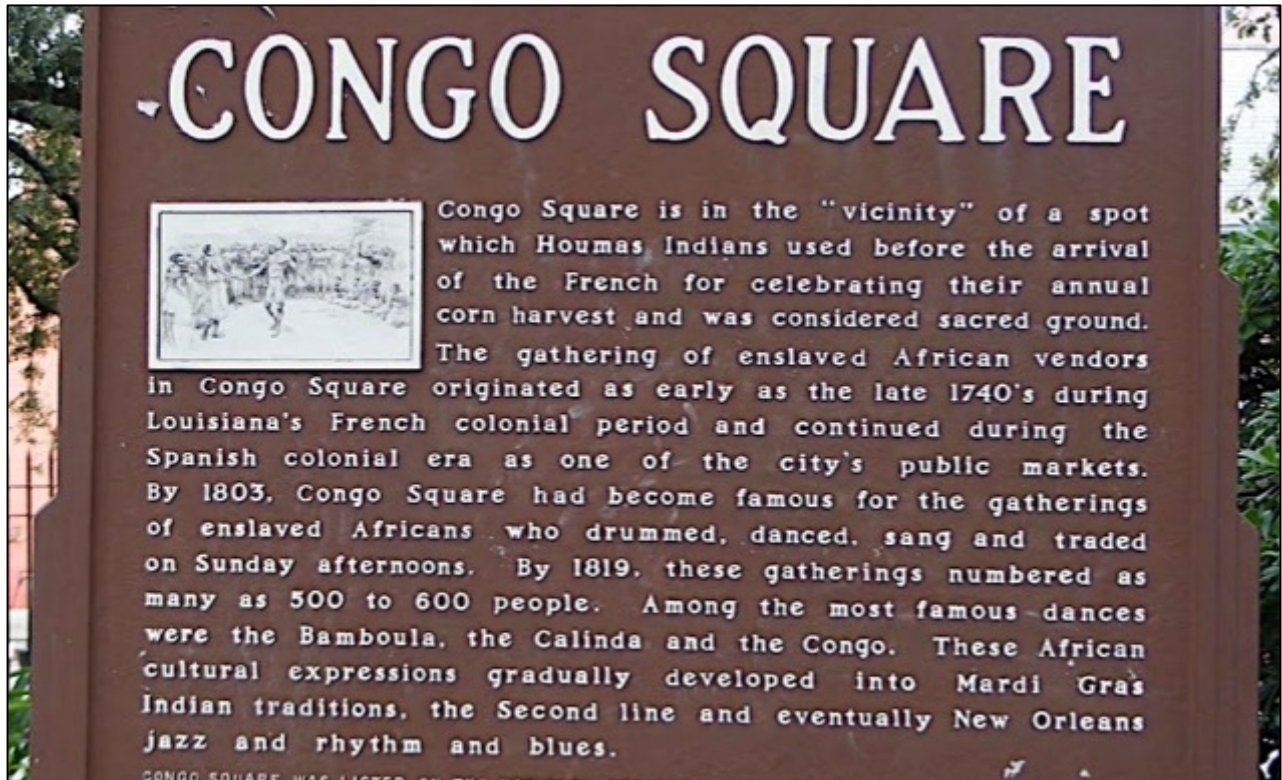 CONGO SQUARE
Congo Square is in the "vicinity" of a spot
which Houmas Indians used before the arrival
of the French for celebrating their annual
corn harvest and was considered sacred ground.
The gathering of enslaved African vendors
in Congo Square originated as early as the late 1740's during
Louisiana's French colonial period and continued during the
Spanish colonial era as one of the city's public markets.
By 1803, Congo Square had become famous for the gatherings
of enslaved Africans who drummed, danced, sang and traded
on Sunday afternoons. By 1819, these gatherings numbered as
many as 500 to 600 people. Among the most famous dances
were the Bamboula, the Calinda and the Congo. These African
cultural expressions gradually developed into Mardi Gras
Indian traditions, the Second line and eventually New Orleans
jazz and rhythm and blues.
CONGO SQUARE WAS LISTED ON THE